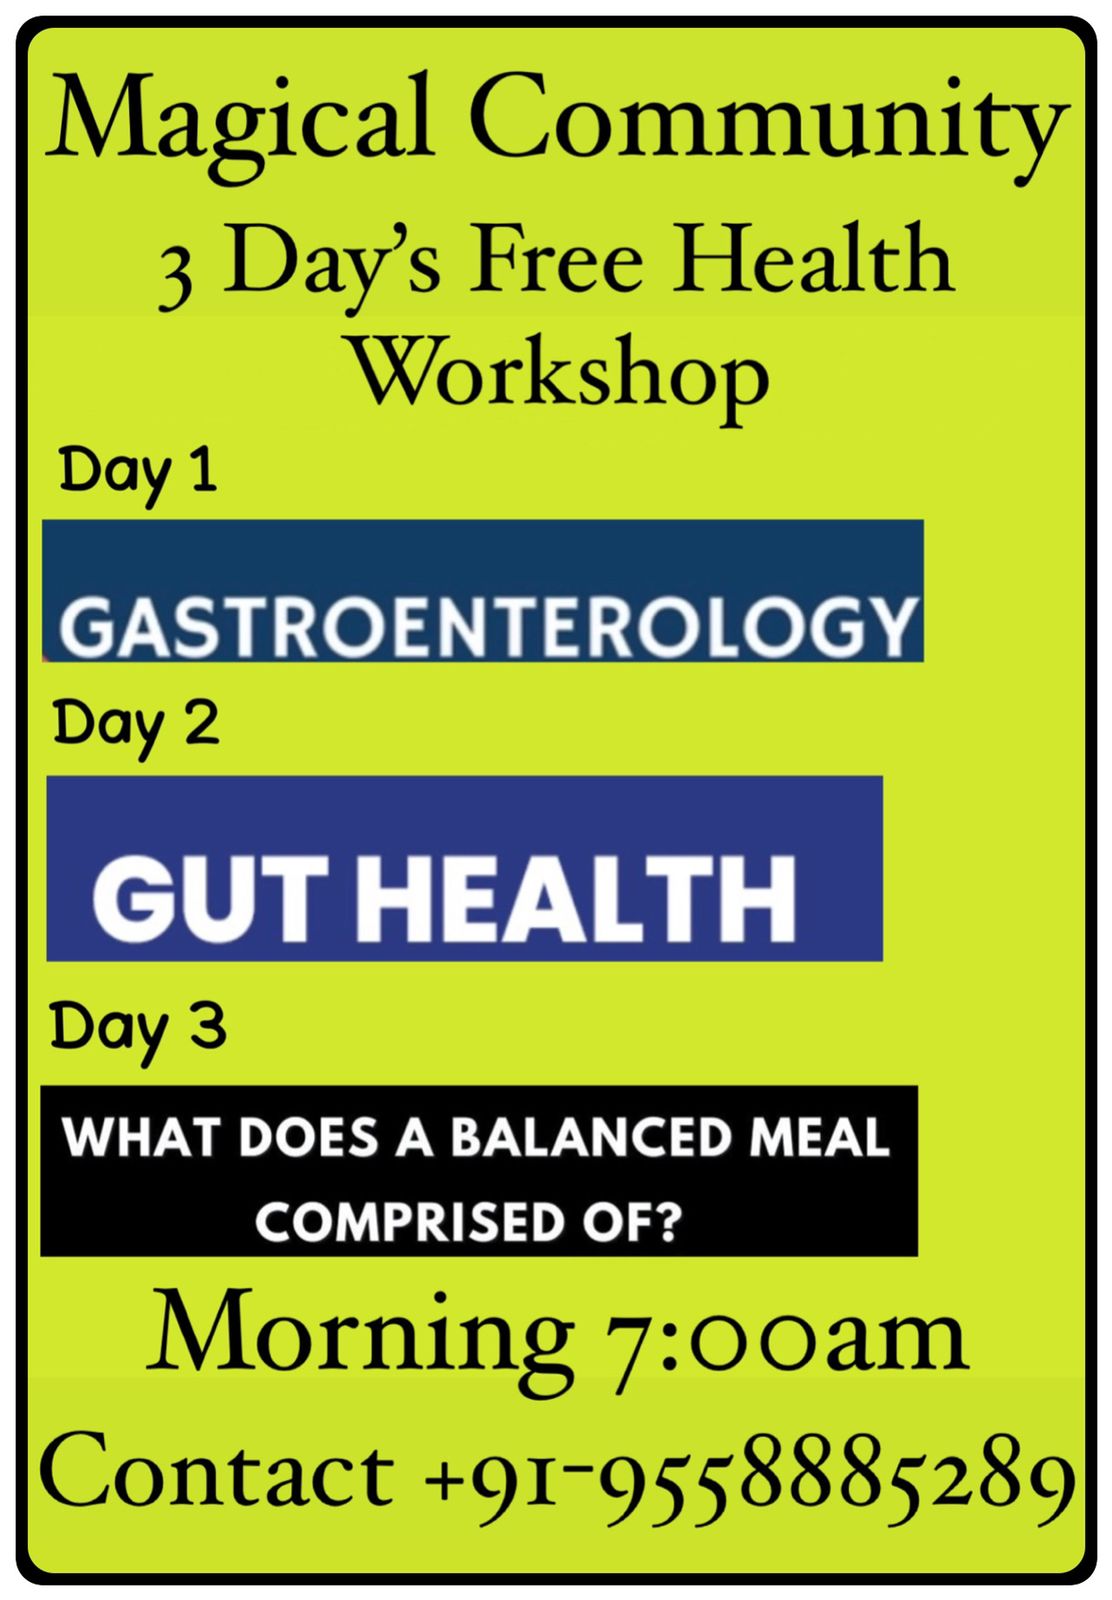 Magical Community
3 Day’s Free Health
Workshop
Day 1
GASTROENTEROLOGY
Day 2
GUT HEALTH
Day 3
WHAT DOES A BALANCED MEAL
COMPRISED OF?
Morning 7:00am
Contact +91-9558885289